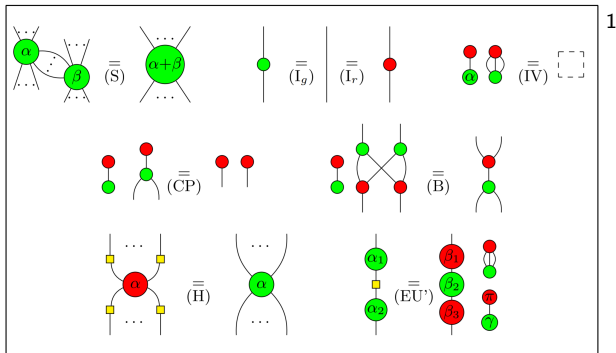 1
... ... α β ⋮ ... ... = (S) ... α+β ... = (I_g) = (I_r) α = (IV)
= (CP) = (B)
... α ... = (H) ... α ... α₁ α₂ = (EU') β₁ β₂ β₃ π γ